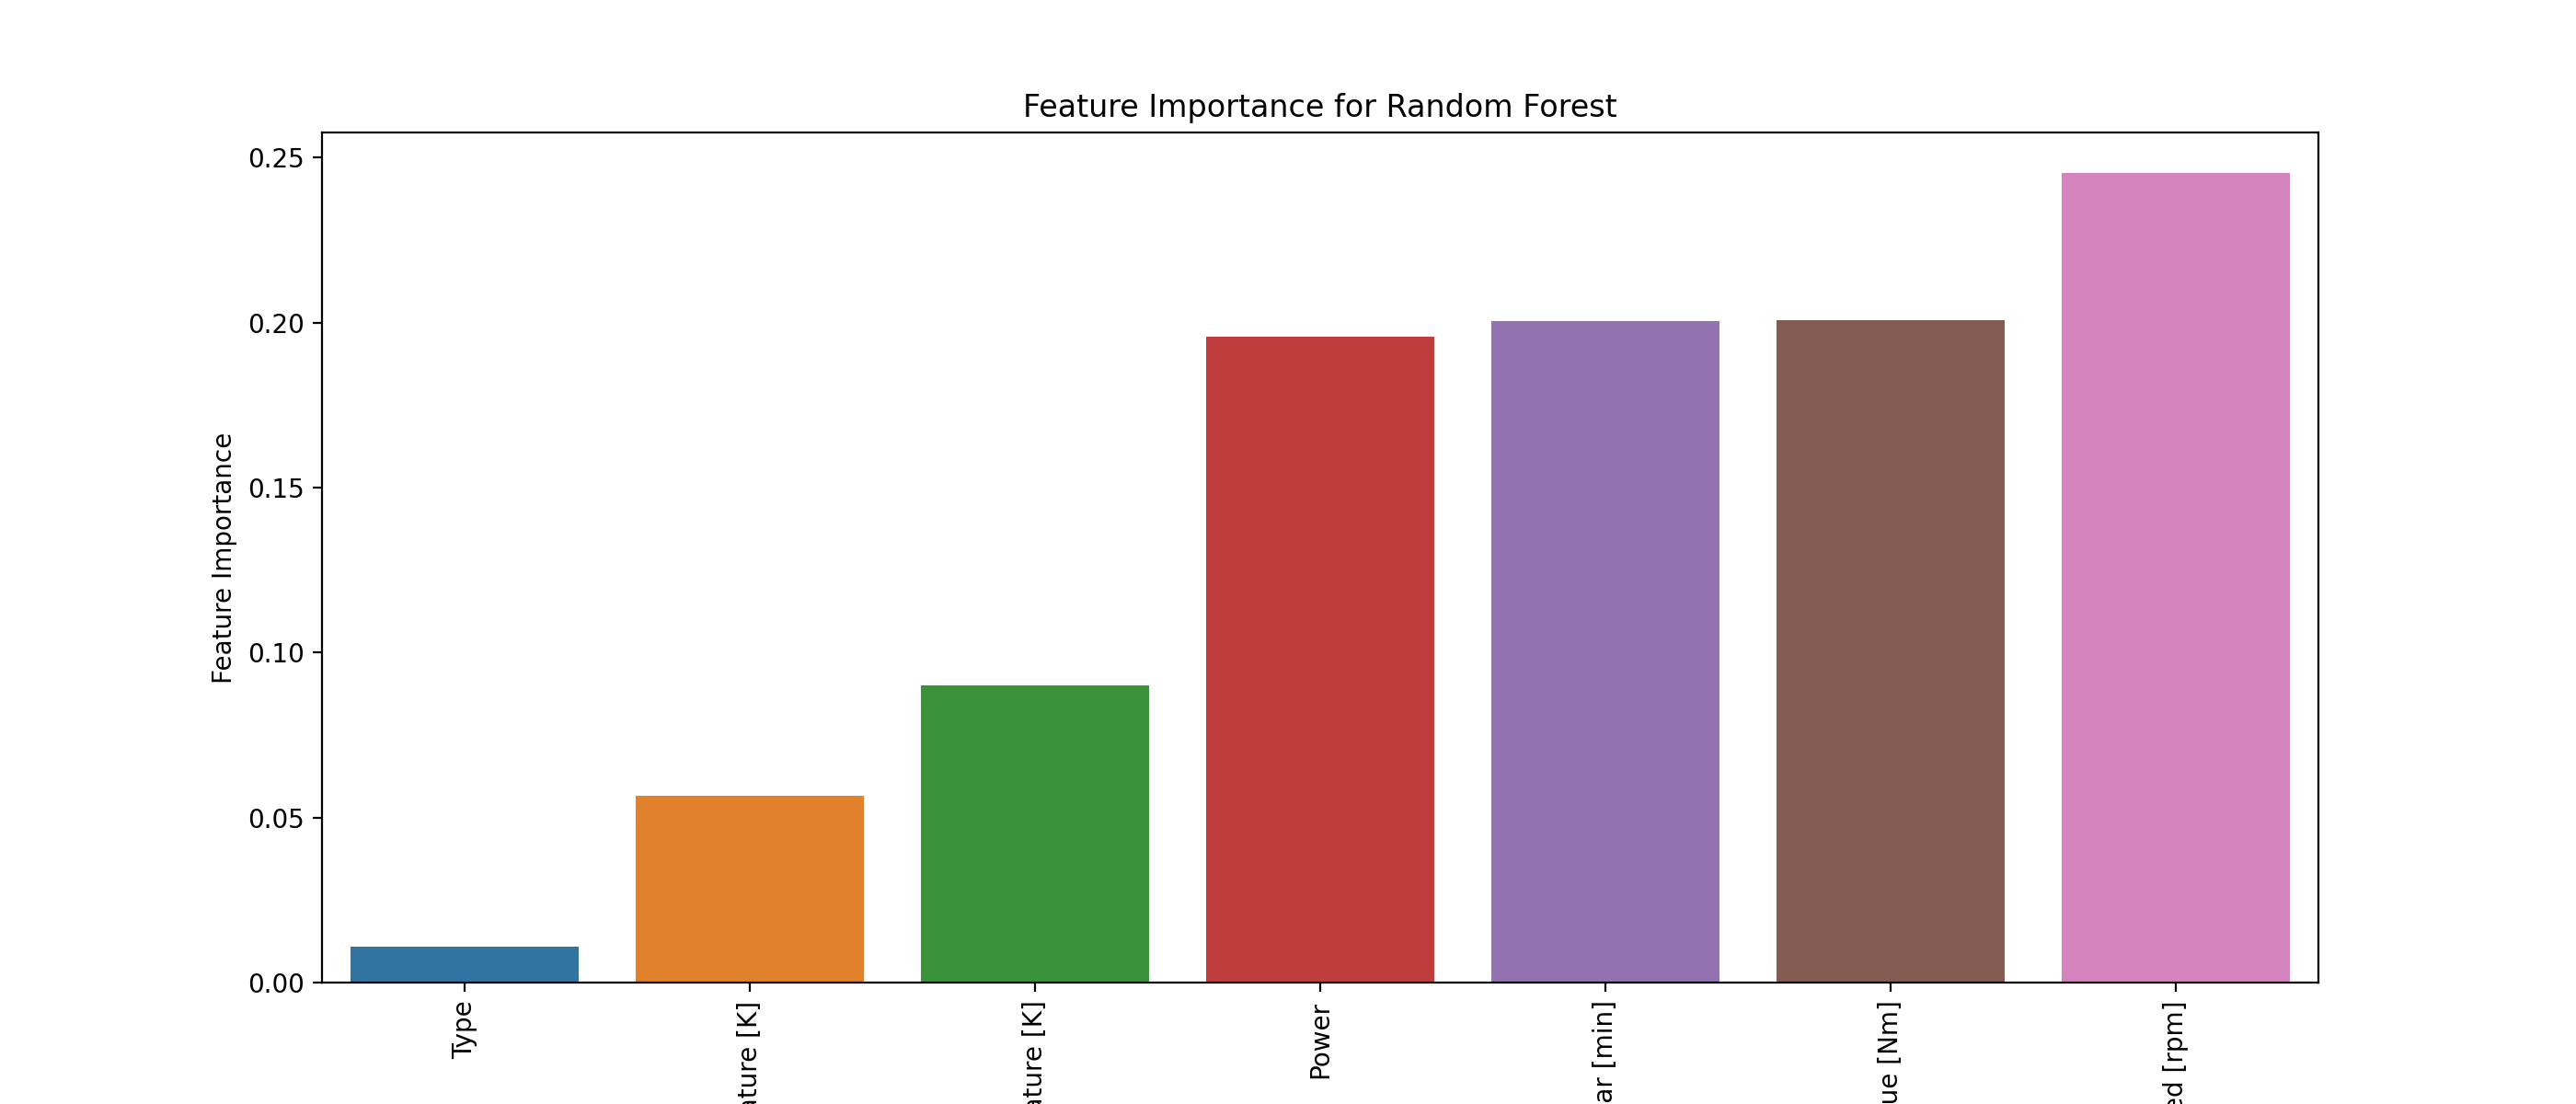 Feature Importance for Random Forest
Feature Importance
0.25
0.20
0.15
0.10
0.05
0.00
Type
ature [K]
ature [K]
Power
ar [min]
ue [Nm]
ed [rpm]